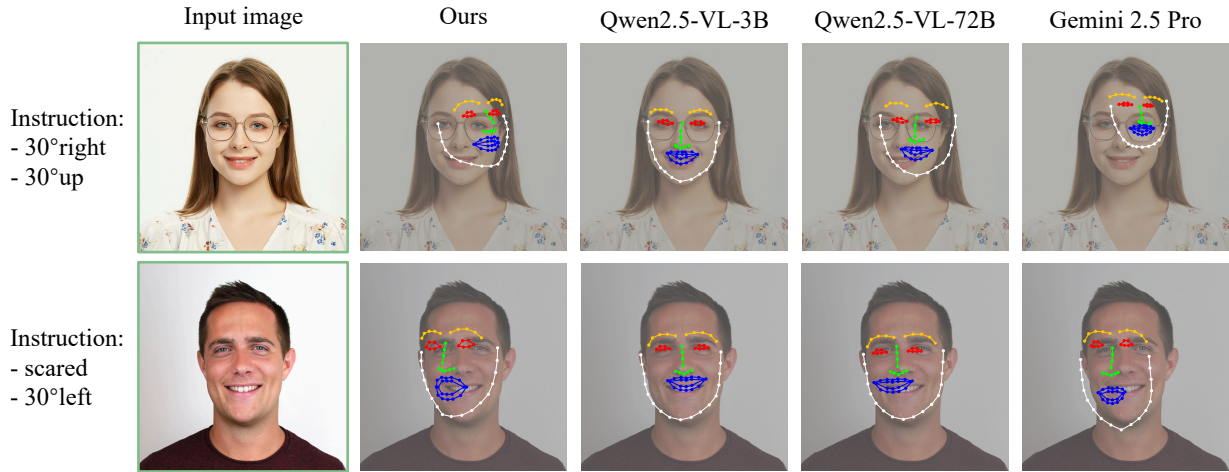 Input image
Ours
Qwen2.5-VL-3B
Qwen2.5-VL-72B
Gemini 2.5 Pro
Instruction:
- 30°right
- 30°up
Instruction:
- scared
- 30°left